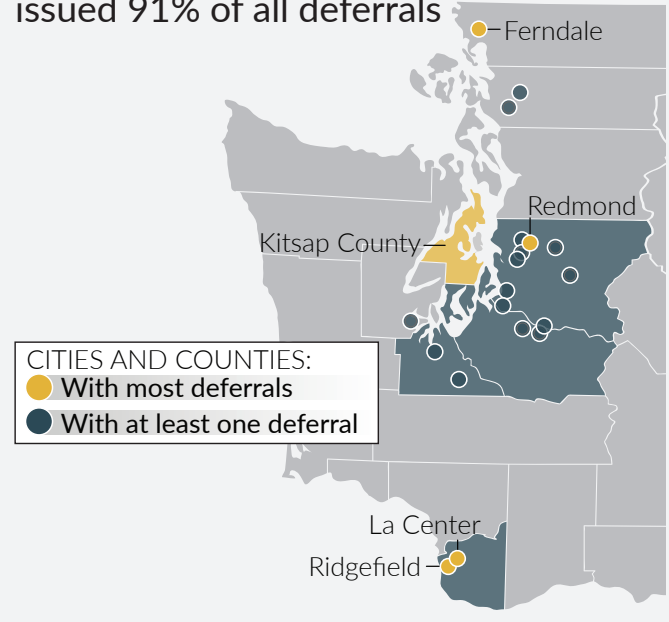 issued 91% of all deferrals
Ferndale
Redmond
Kitsap County
CITIES AND COUNTIES:
With most deferrals
With at least one deferral
La Center
Ridgefield